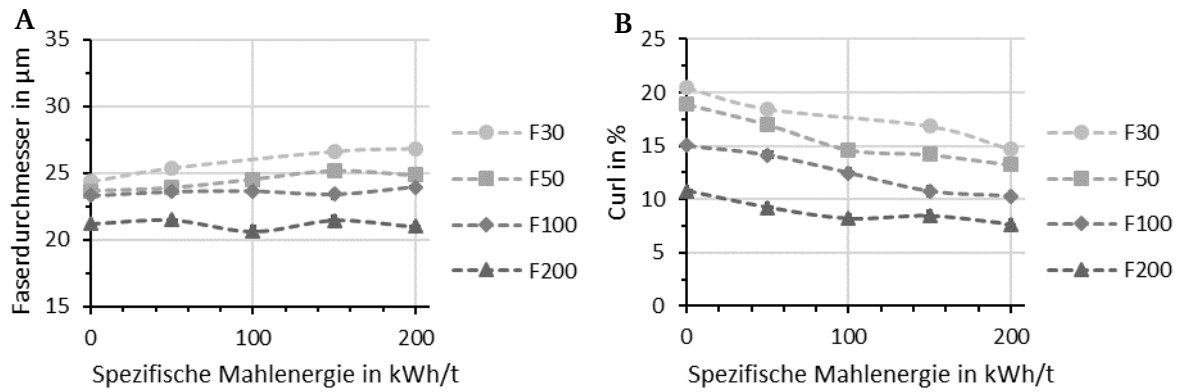 A
Faserdurchmesser in µm
35
30
25
20
15
0
100
200
Spezifische Mahlenergie in kWh/t
F30
F50
F100
F200
B
Curl in %
25
20
15
10
5
0
0
100
200
Spezifische Mahlenergie in kWh/t
F30
F50
F100
F200